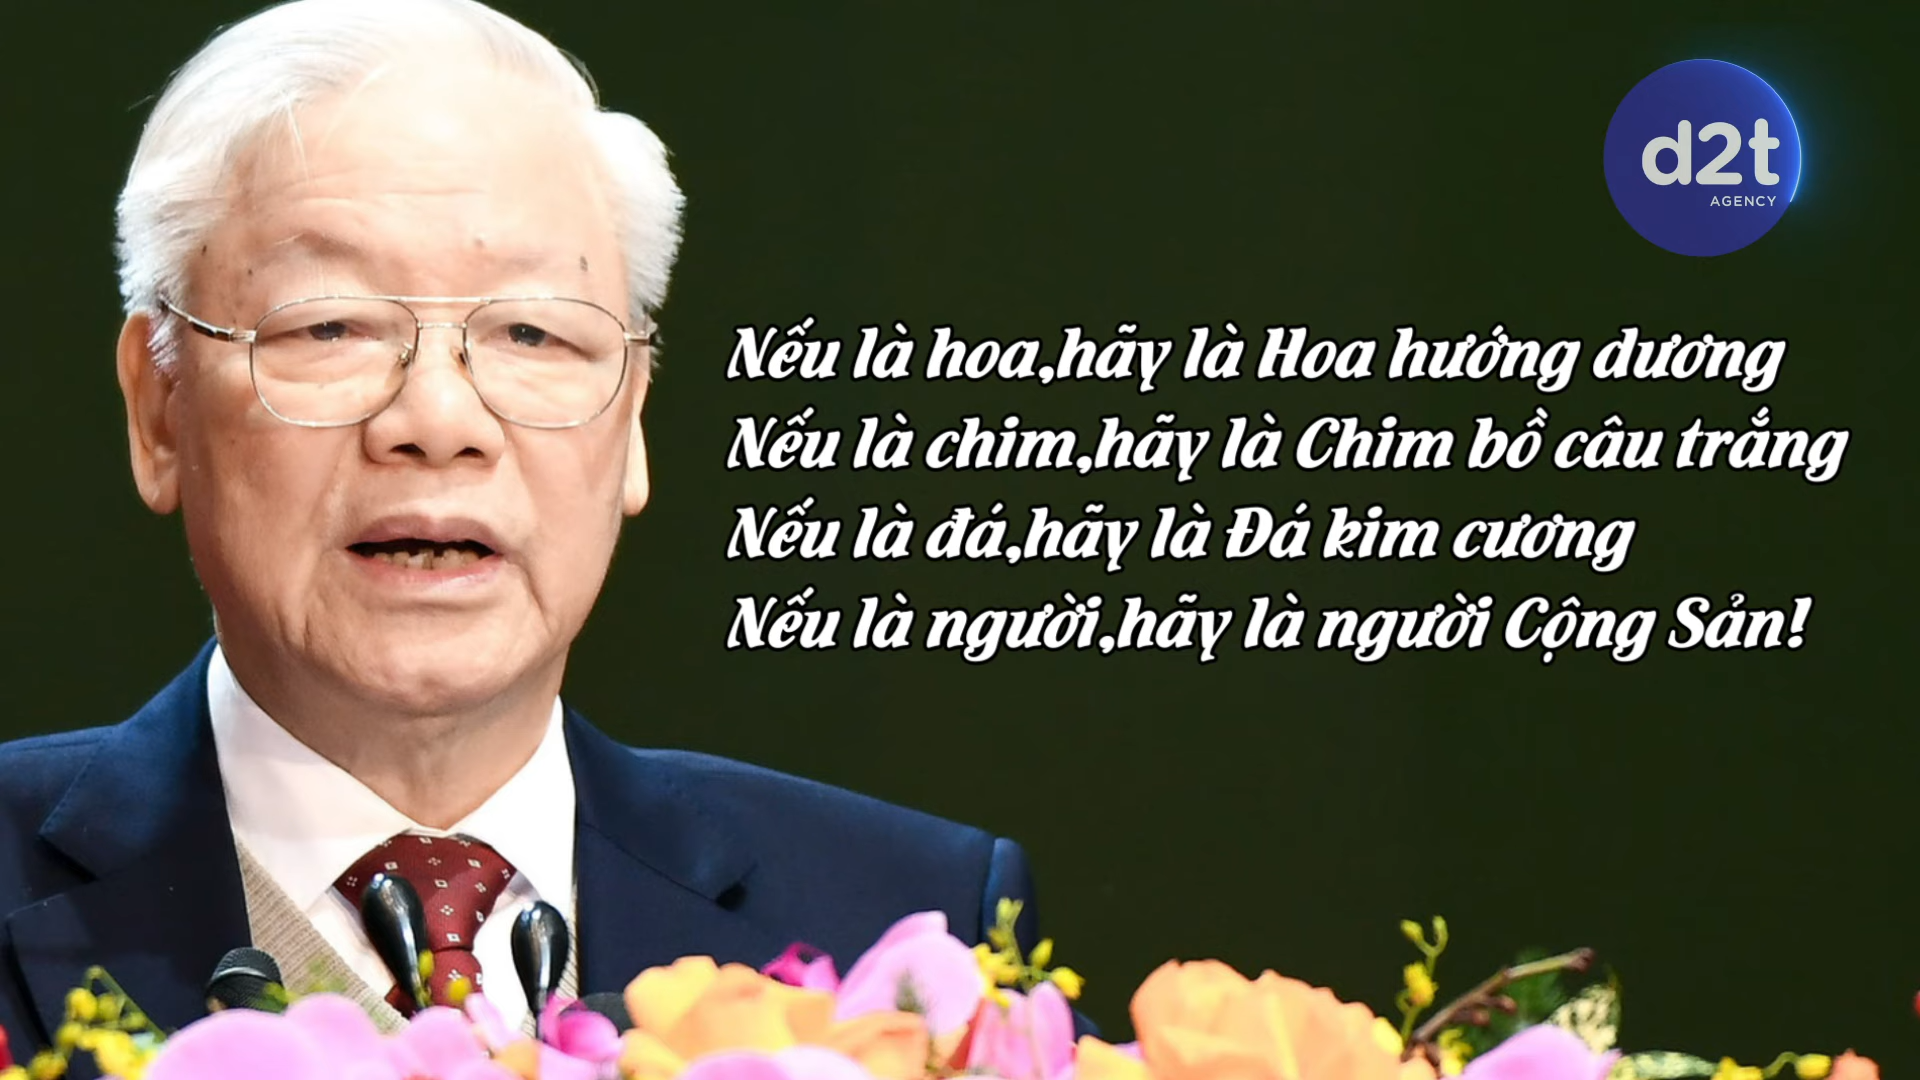 d2t
AGENCY
Nếu là hoa,hãy là Hoa hướng dương
Nếu là chim,hãy là Chim bồ câu trắng
Nếu là đá,hãy là Đá kim cương
Nếu là người,hãy là người Cộng Sản!